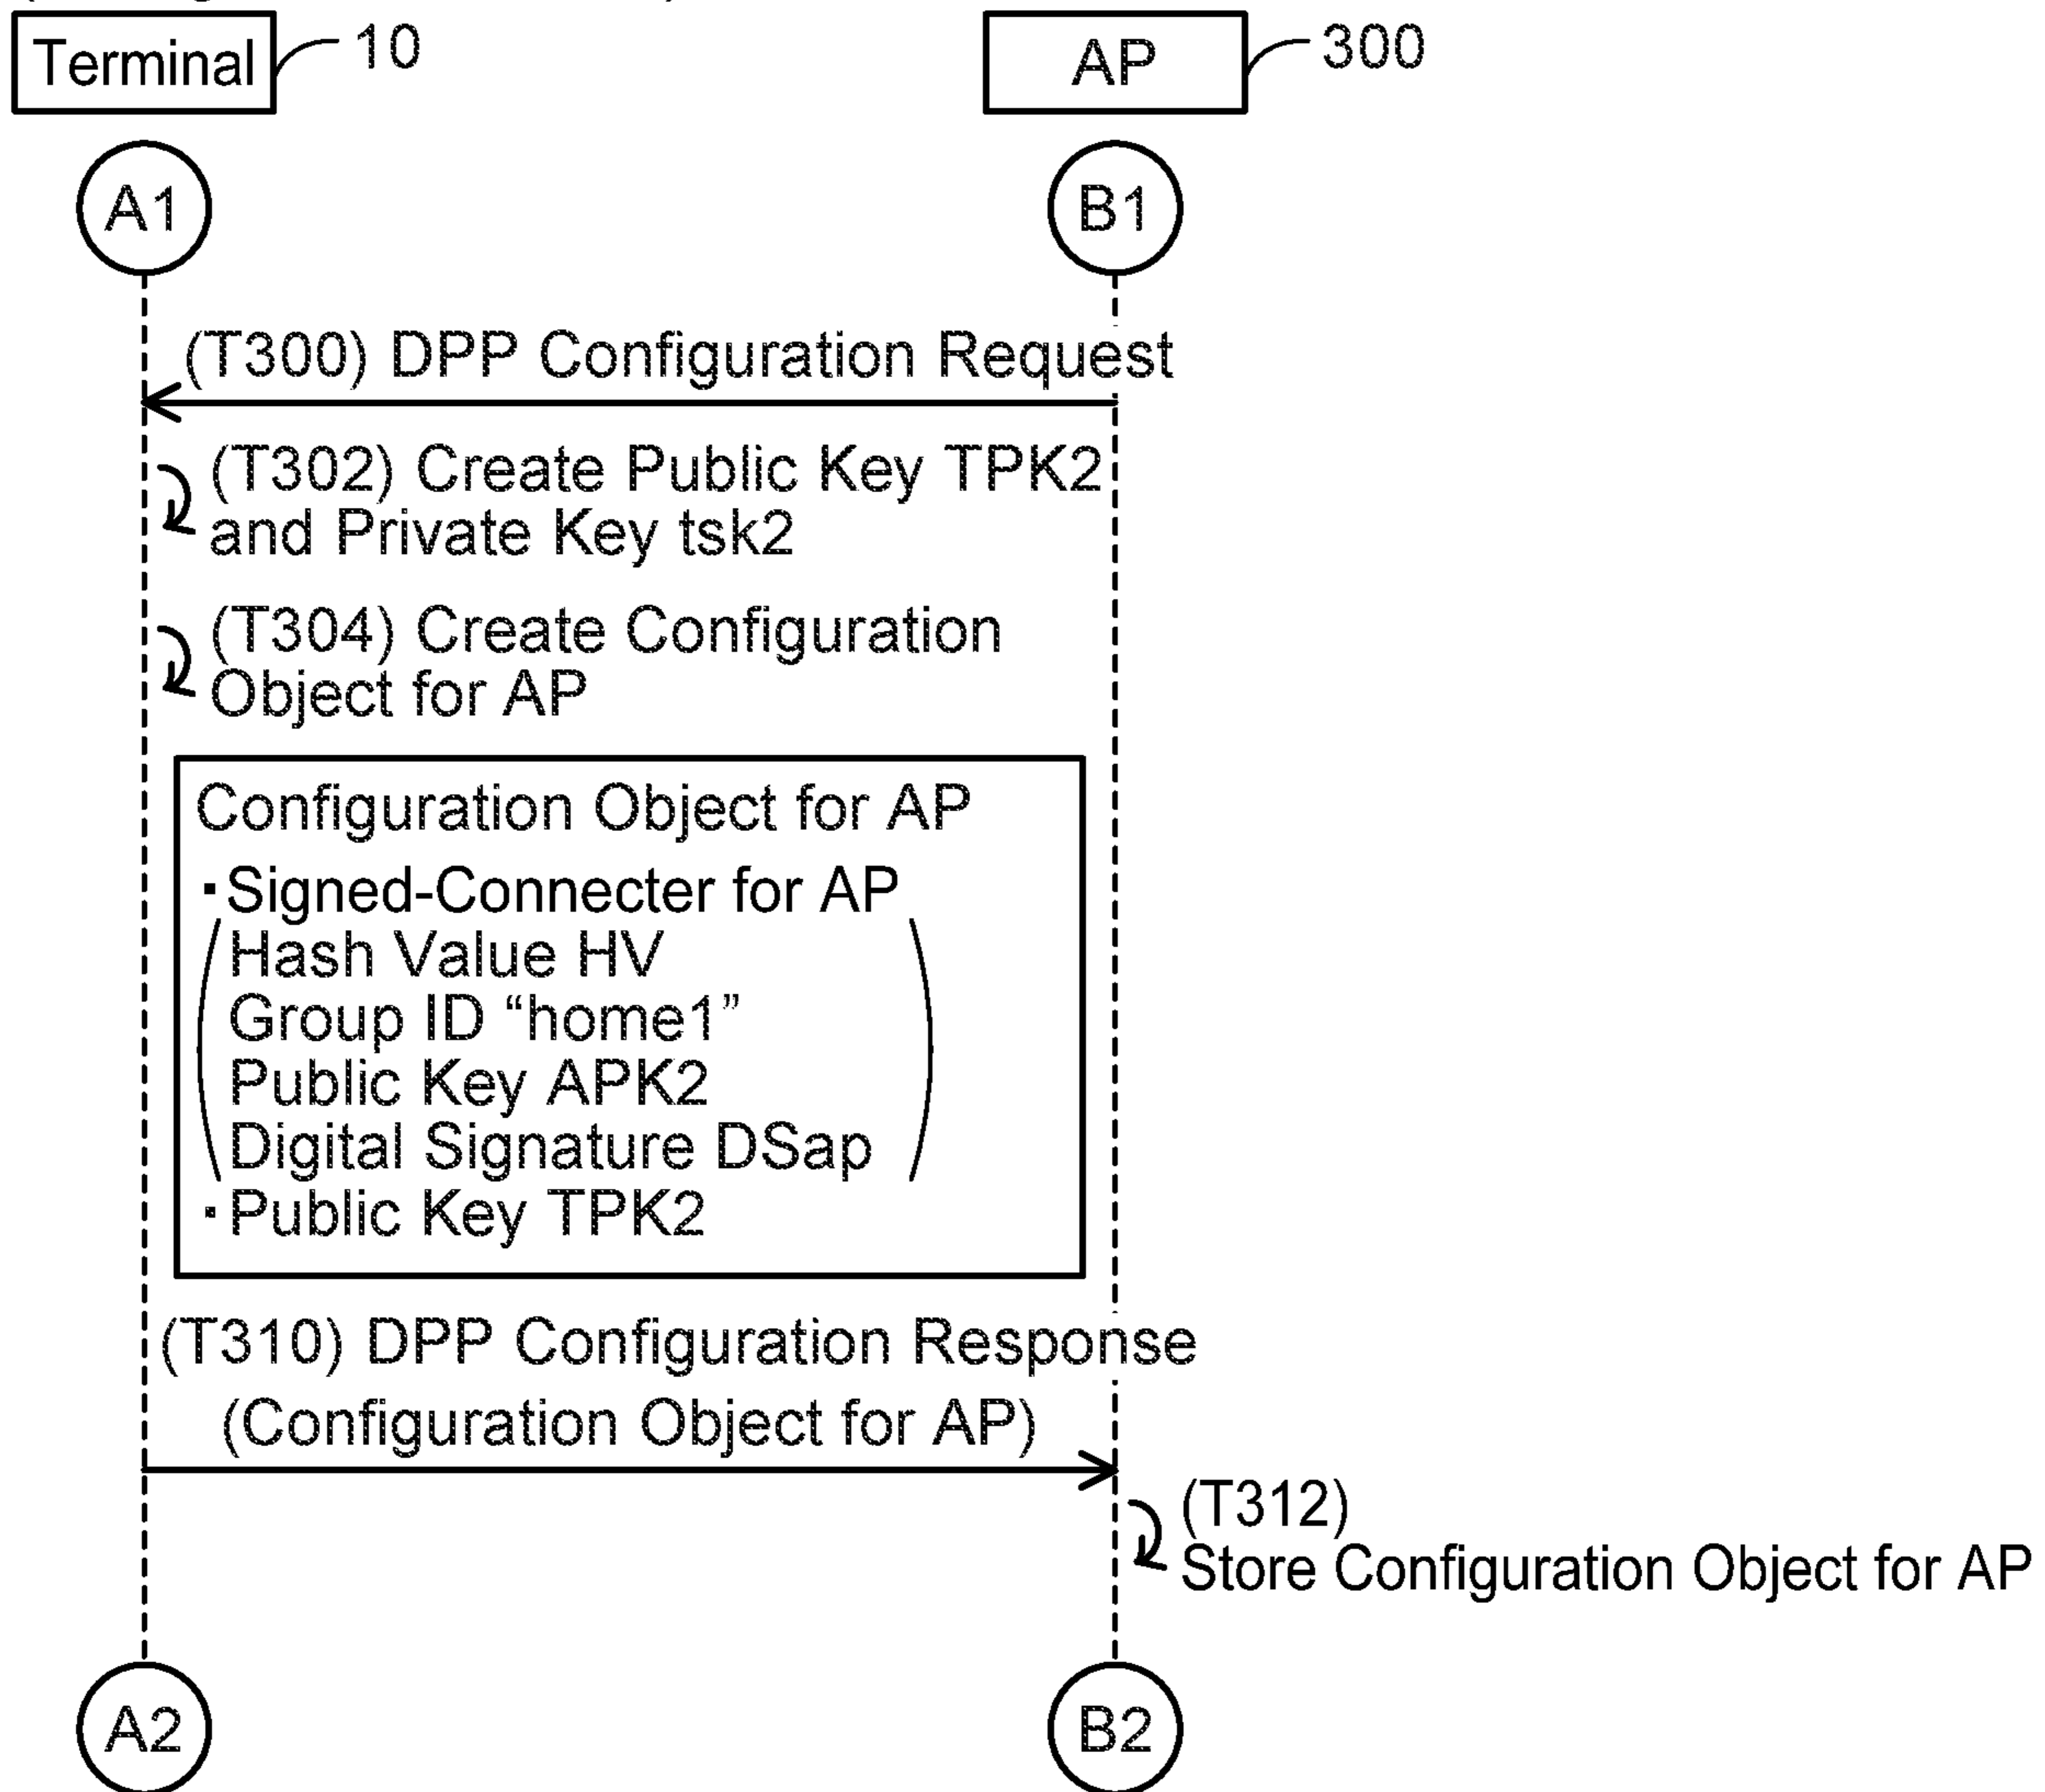 Terminal
10
AP
300
A1
B1
(T300) DPP Configuration Request
(T302) Create Public Key TPK2
and Private Key tsk2
(T304) Create Configuration
Object for AP
Configuration Object for AP
・Signed-Connecter for AP
Hash Value HV
Group ID “home1”
Public Key APK2
Digital Signature DSap
・Public Key TPK2
(T310) DPP Configuration Response
(Configuration Object for AP)
(T312)
Store Configuration Object for AP
A2
B2